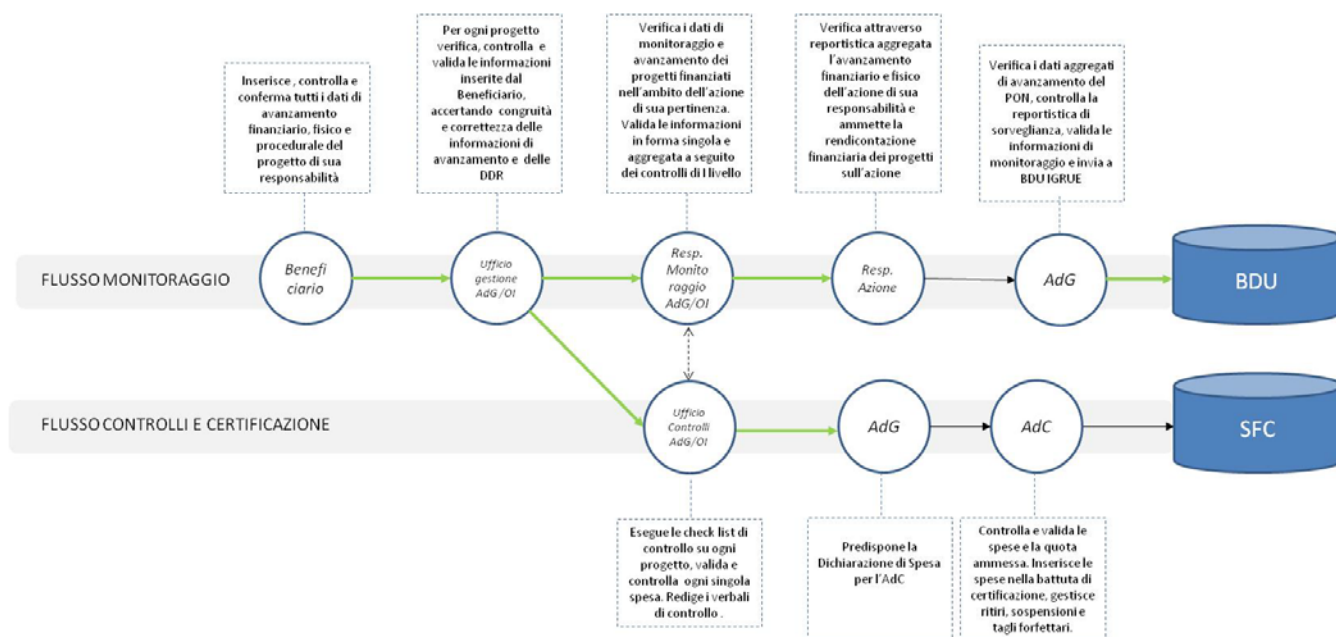 Inserisce , controlla e
conferma tutti i dati di
avanzamento
finanziario, fisico e
procedurale del
progetto di sua
responsabilità
Per ogni progetto
verifica, controlla e
valida le informazioni
inserite dal
Beneficiario,
accertando congruità
e correttezza delle
informazioni di
avanzamento e delle
DDR
Verifica i dati di
monitoraggio e
avanzamento dei
progetti finanziati
nell'ambito dell'azione
di sua pertinenza.
Valida le informazioni
in forma singola e
aggregata a seguito
dei controlli di I livello
Verifica attraverso
reportistica aggregata
l'avanzamento
finanziario e fisico
dell'azione di sua
responsabilità e
ammette la
rendicontazione
finanziaria dei progetti
sull'azione
Verifica i dati aggregati
di avanzamento del
PON, controlla la
reportistica di
sorveglianza, valida le
informazioni di
monitoraggio e invia a
BDU IGRUE
FLUSSO MONITORAGGIO
Benefi
ciario
Ufficio
gestione
AdG /OI
Resp.
Monito
raggio
AdG/OI
Resp.
Azione
AdG
BDU
FLUSSO CONTROLLI E CERTIFICAZIONE
Ufficio
Controlli
AdG/OI
AdG
AdC
SFC
Esegue le check list di
controllo su ogni
progetto, valida e
controlla ogni singola
spesa. Redige i verbali
di controllo .
Predispone la
Dichiarazione di Spesa
per l'AdC
Controlla e valida le
spese e la quota
ammessa. Inserisce le
spese nella battuta di
certificazione, gestisce
ritiri, sospensioni e
tagli forfettari.